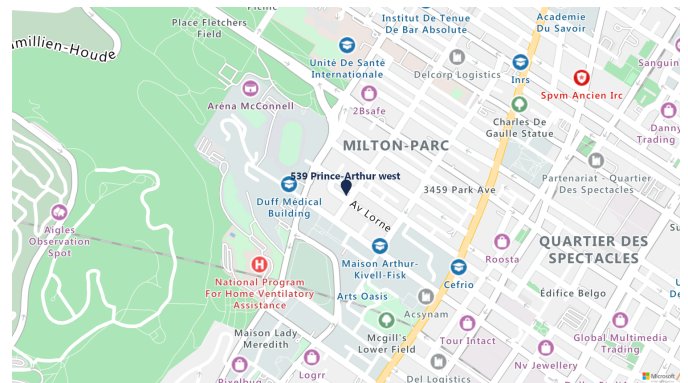 Place Fletchers
Field
Institut De Tenue
De Bar Absolute
Academie
Du Savoir
millien-Houde
Unité De Santé
Internationale
Delcorp Logistics
Inrs
Sanguin
Spvm Ancien Irc
Aréna McConnell
2Bsafe
Charles De
Gaulle Statue
Danny
Trading
MILTON-PARC
539 Prince-Arthur west
3459 Park Ave
Partenariat - Quartier
Des Spectacles
Duff Medical
Building
Av Lorne
Aigles
Observation
Spot
Maison Arthur-
Kivell-Fisk
Roosta
QUARTIER DES
SPECTACLES
National Program
For Home Ventilatory
Assistance
Cefrio
Arts Oasis
Édifice Belgo
Acsynam
Maison Lady
Meredith
Mcgill's
Lower Field
Tour Intact
Global Multimedia
Trading
Logrr
Nv Jewellery
Del Logistics
Microsoft